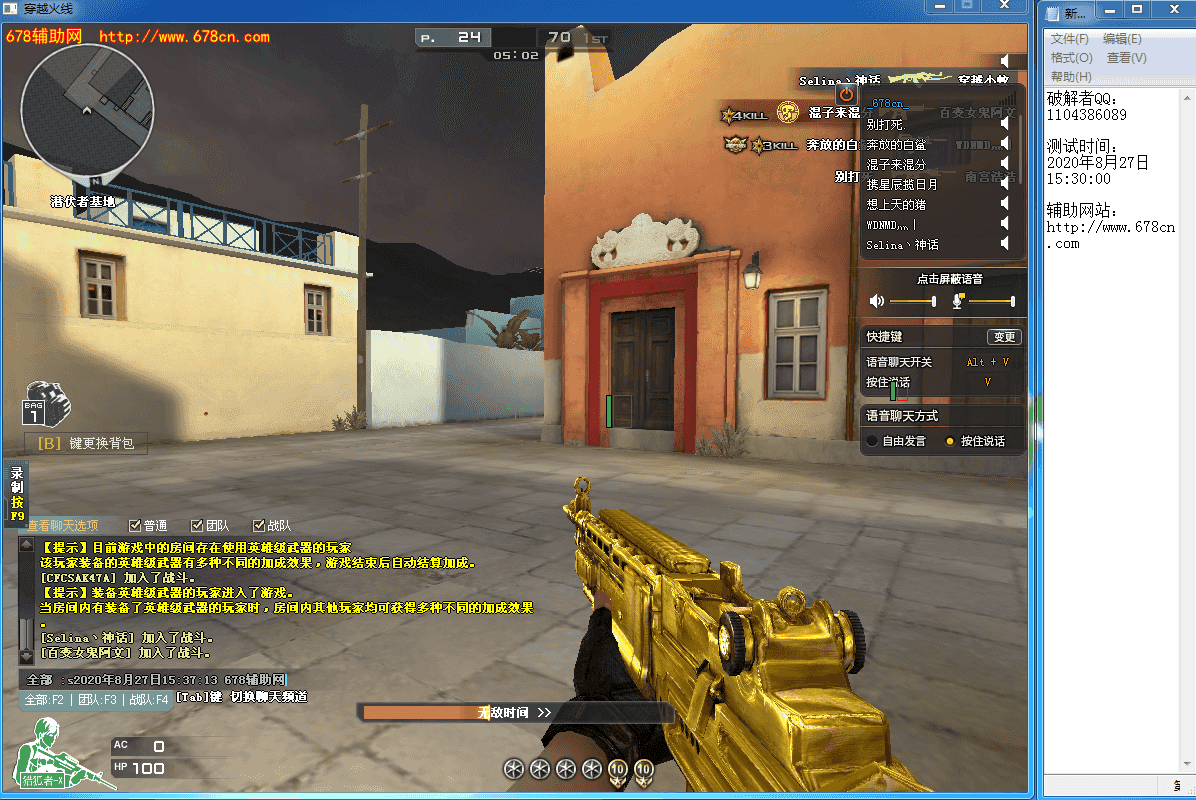 穿越火线
678辅助网 http://www.678cn.com
P. 24
70 1ST
05:02
N
潜伏者基地
Selina丶神话
穿越小蚊
4KILL
混子来混分
百变女鬼阿文
3KILL
奔放的白鲨
WDNMD
别打
南宫浩浩
_678cn_
别打死.
奔放的白鲨
混子来混分
携星辰揽日月
想上天的猪
WDNMD灬丨
Selina丶神话
点击屏蔽语音
快捷键 变更
语音聊天开关 Alt + V
按住说话 V
语音聊天方式
自由发言 按住说话
BAG
1
[B] 键更换背包
录制按F9
查看聊天选项 普通 团队 战队
【提示】目前游戏中的房间存在使用英雄级武器的玩家
该玩家装备的英雄级武器有多种不同的加成效果，游戏结束后自动结算加成。
[CFCSAK47A] 加入了战斗。
【提示】装备英雄级武器的玩家进入了游戏。
当房间内有装备了英雄级武器的玩家时，房间内其他玩家均可获得多种不同的加成效果
。
[Selina丶神话] 加入了战斗。
[百变女鬼阿文] 加入了战斗。
全部 :s2020年8月27日15:37:13 678辅助网
全部:F2 | 团队:F3 | 战队:F4 [Tab]键 切换聊天频道
无敌时间 >>
猎狐者-X
AC 0
HP 100
10 10
新...
文件(F) 编辑(E)
格式(O) 查看(V)
帮助(H)
破解者QQ：
1104386089
测试时间：
2020年8月27日
15:30:00
辅助网站：
http://www.678cn
.com